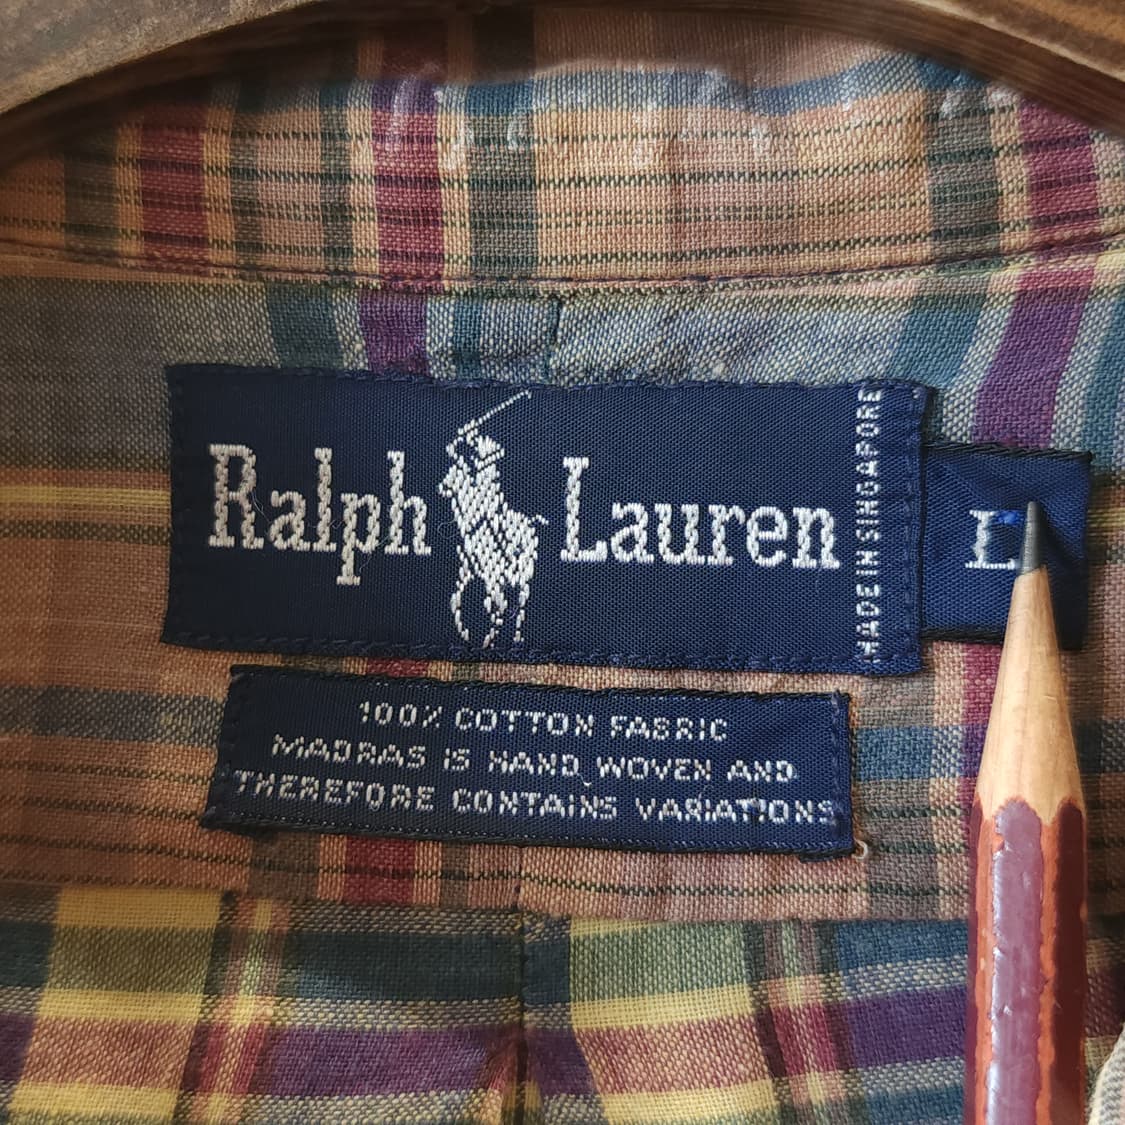 Ralph Lauren
MADE IN SINGAPORE
L
100% COTTON FABRIC
MADRAS IS HAND WOVEN AND
THEREFORE CONTAINS VARIATIONS